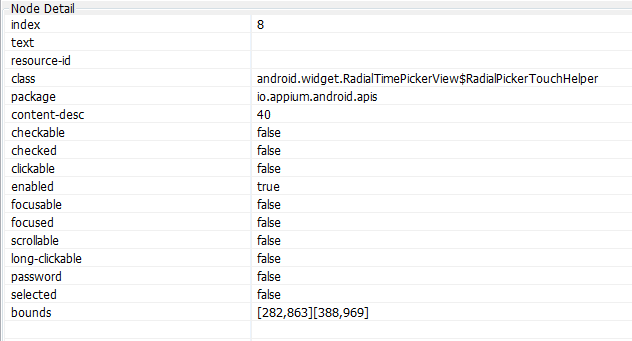 Node Detail
index 8
text
resource-id
class android.widget.RadialTimePickerView$RadialPickerTouchHelper
package io.appium.android.apis
content-desc 40
checkable false
checked false
clickable false
enabled true
focusable false
focused false
scrollable false
long-clickable false
password false
selected false
bounds [282,863][388,969]